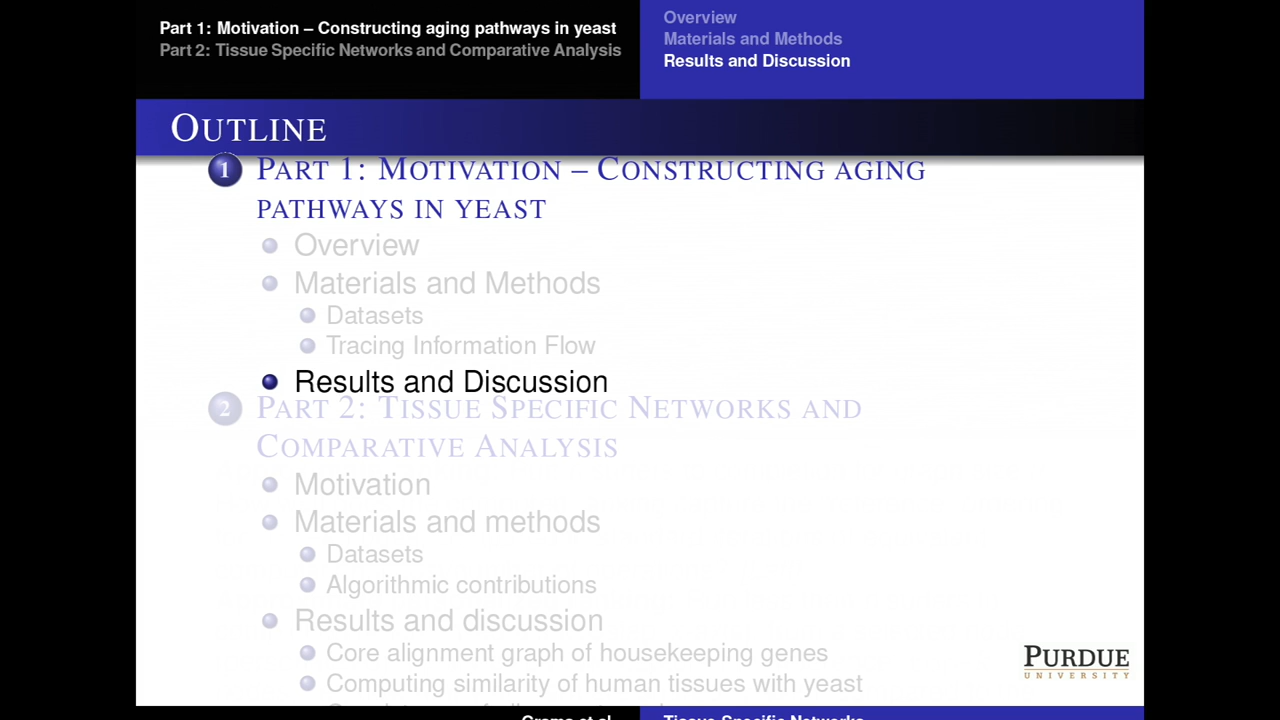 Part 1: Motivation – Constructing aging pathways in yeast
Part 2: Tissue Specific Networks and Comparative Analysis
Overview
Materials and Methods
Results and Discussion
OUTLINE
1 PART 1: MOTIVATION – CONSTRUCTING AGING
PATHWAYS IN YEAST
Overview
Materials and Methods
Datasets
Tracing Information Flow
Results and Discussion
2 PART 2: TISSUE SPECIFIC NETWORKS AND
COMPARATIVE ANALYSIS
Motivation
Materials and methods
Datasets
Algorithmic contributions
Results and discussion
Core alignment graph of housekeeping genes
Computing similarity of human tissues with yeast
PURDUE
UNIVERSITY
Tissue Specific Networks